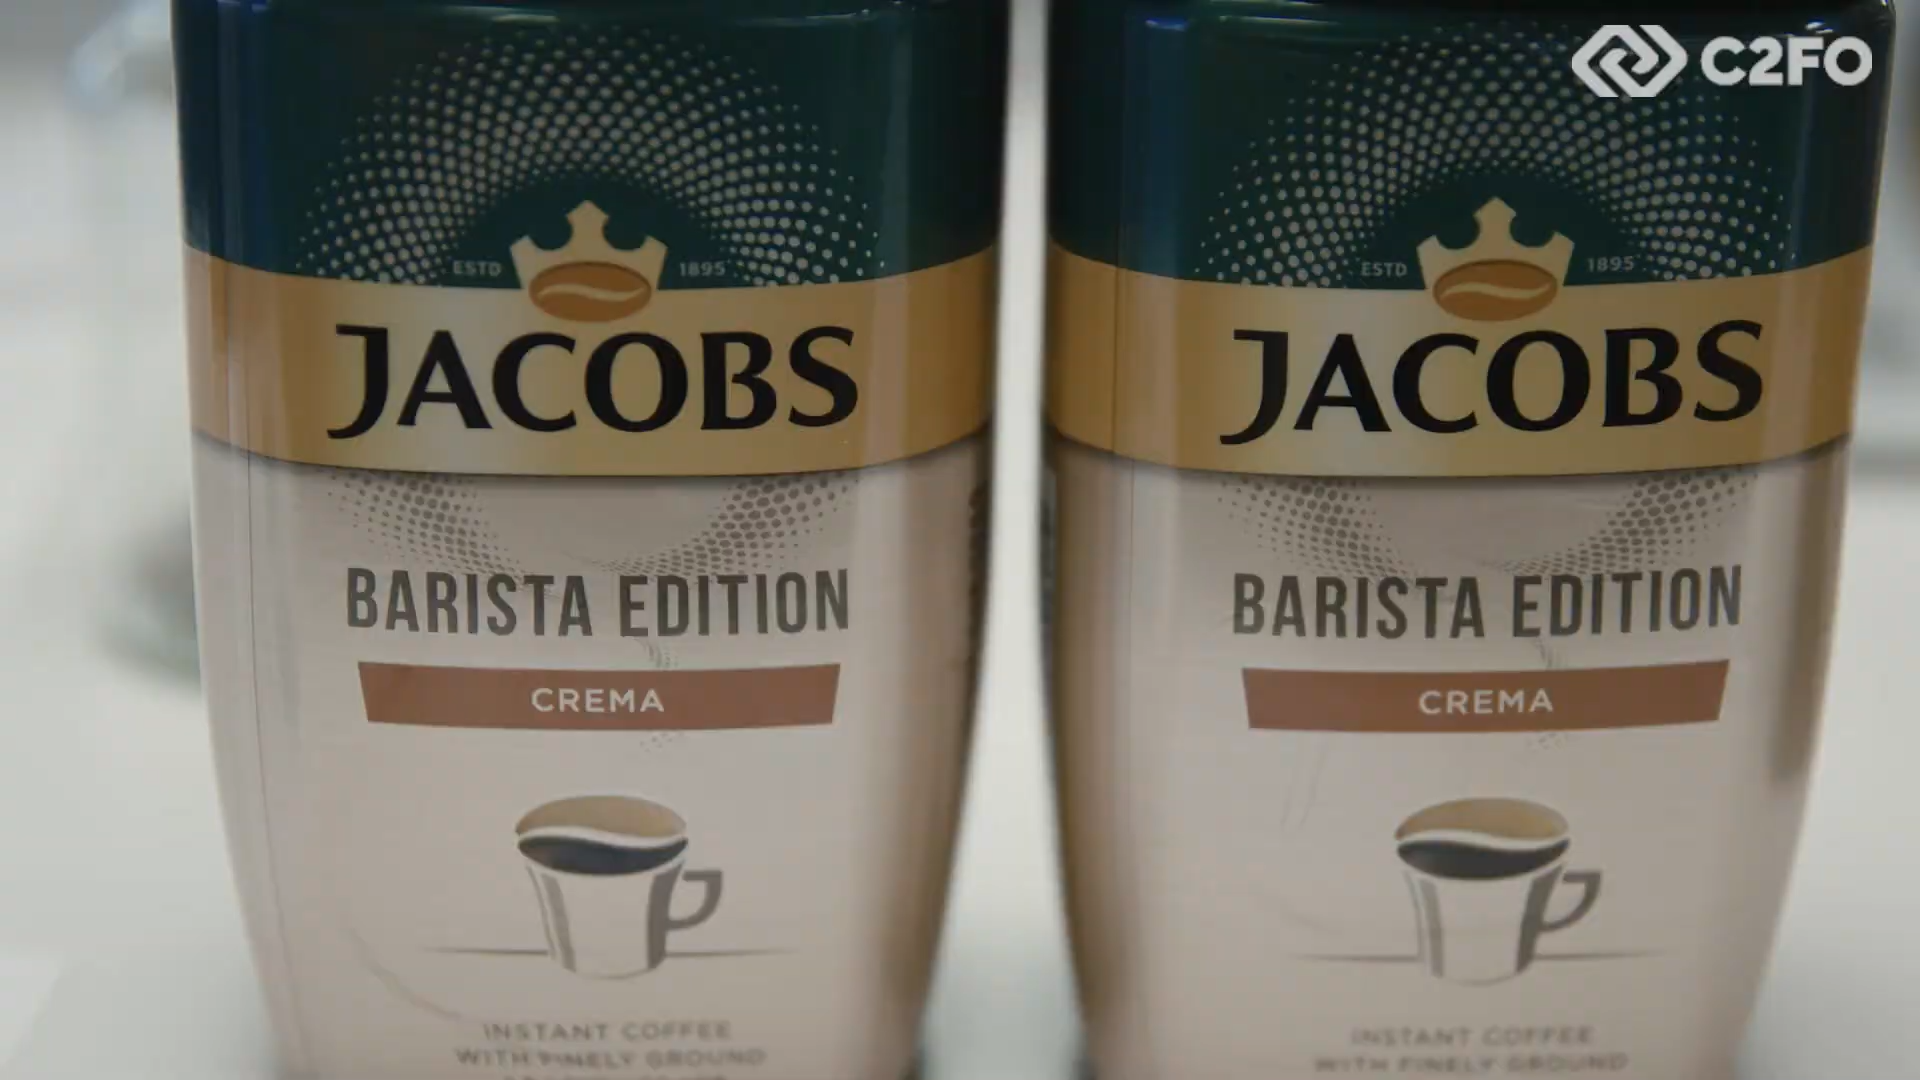 C2FO
ESTD 1895
JACOBS
BARISTA EDITION
CREMA
INSTANT COFFEE
WITH FINELY GROUND
ESTD 1895
JACOBS
BARISTA EDITION
CREMA
INSTANT COFFEE
WITH FINELY GROUND